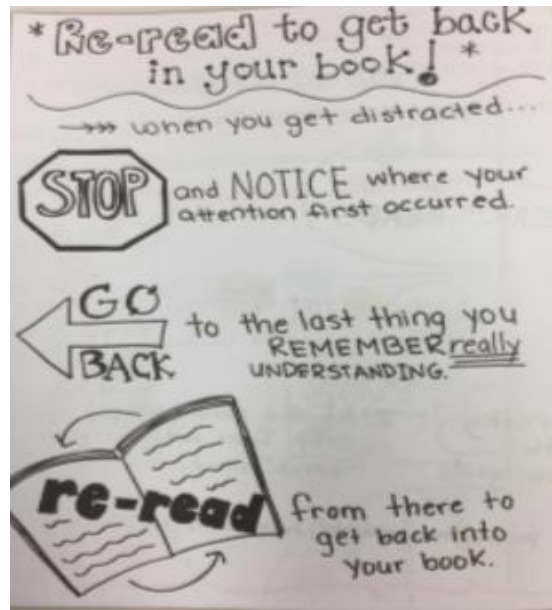 *Re-read to get back
in your book! *
when you get distracted...
STOP and NOTICE where your
attention first occurred.
GO
BACK
to the last thing you
REMEMBER really
UNDERSTANDING.
re-read
from there to
get back into
your book.